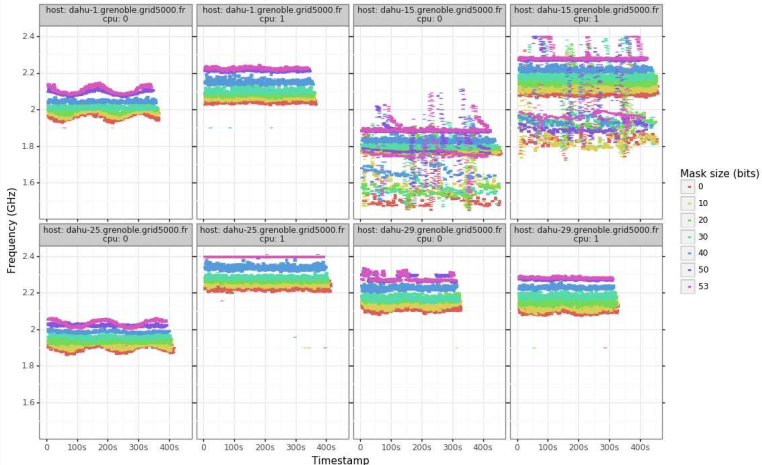 host: dahu-1.grenoble.grid5000.fr
cpu: 0
host: dahu-1.grenoble.grid5000.fr
cpu: 1
host: dahu-15.grenoble.grid5000.fr
cpu: 0
host: dahu-15.grenoble.grid5000.fr
cpu: 1
2.4
2.2
2
1.8
1.6
host: dahu-25.grenoble.grid5000.fr
cpu: 0
host: dahu-25.grenoble.grid5000.fr
cpu: 1
host: dahu-29.grenoble.grid5000.fr
cpu: 0
host: dahu-29.grenoble.grid5000.fr
cpu: 1
2.4
2.2
2
1.8
1.6
Frequency (GHz)
0 100s 200s 300s 400s
0 100s 200s 300s 400s
0 100s 200s 300s 400s
0 100s 200s 300s 400s
Timestamp
Mask size (bits)
0
10
20
30
40
50
53